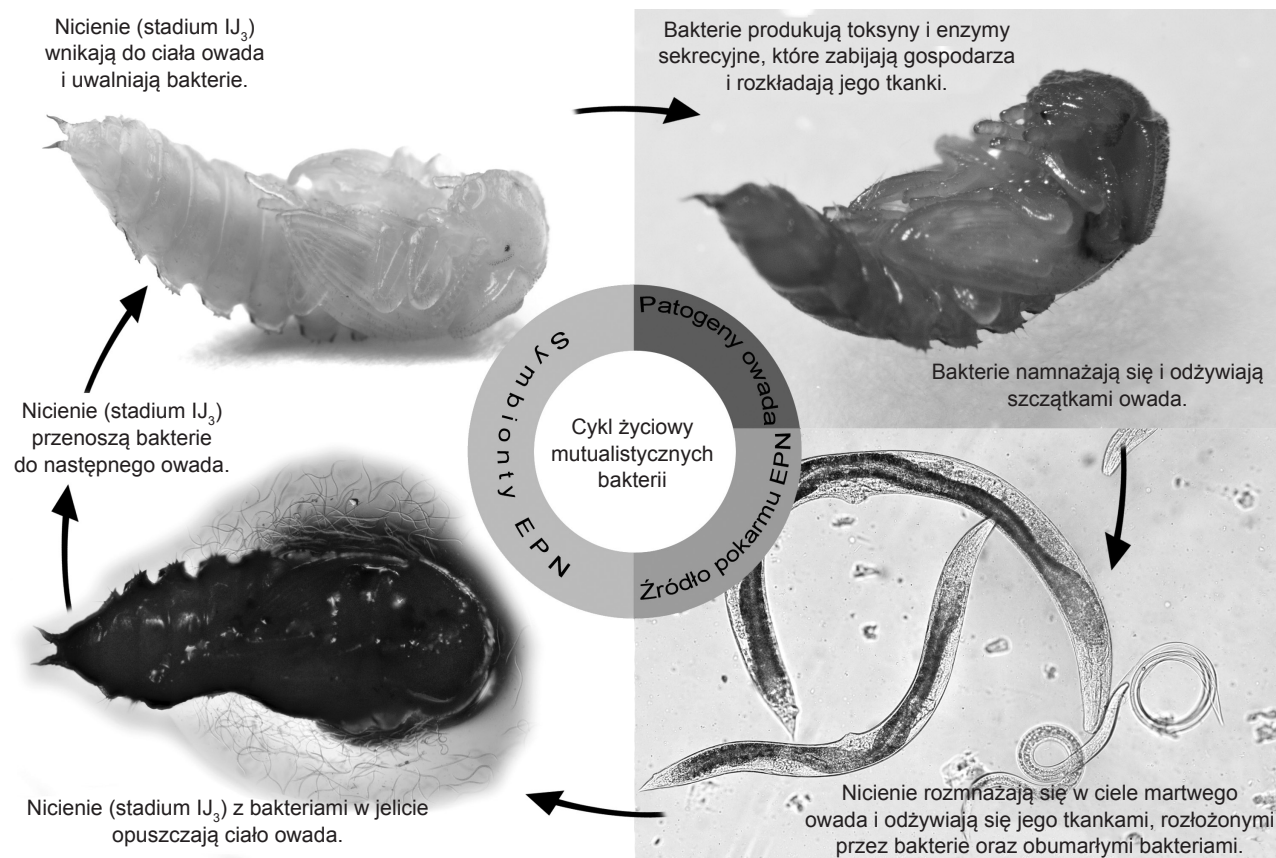 Nicienie (stadium IJ₃)
wnikają do ciała owada
i uwalniają bakterie.
Bakterie produkują toksyny i enzymy
sekrecyjne, które zabijają gospodarza
i rozkładają jego tkanki.
Bakterie namnażają się i odżywiają
szczątkami owada.
Nicienie (stadium IJ₃)
przenoszą bakterie
do następnego owada.
Symbionty EPN
Patogeny owada
Źródło pokarmu EPN
Cykl życiowy
mutualistycznych
bakterii
Nicienie (stadium IJ₃) z bakteriami w jelicie
opuszczają ciało owada.
Nicienie rozmnażają się w ciele martwego
owada i odżywiają się jego tkankami, rozłożonymi
przez bakterie oraz obumarłymi bakteriami.